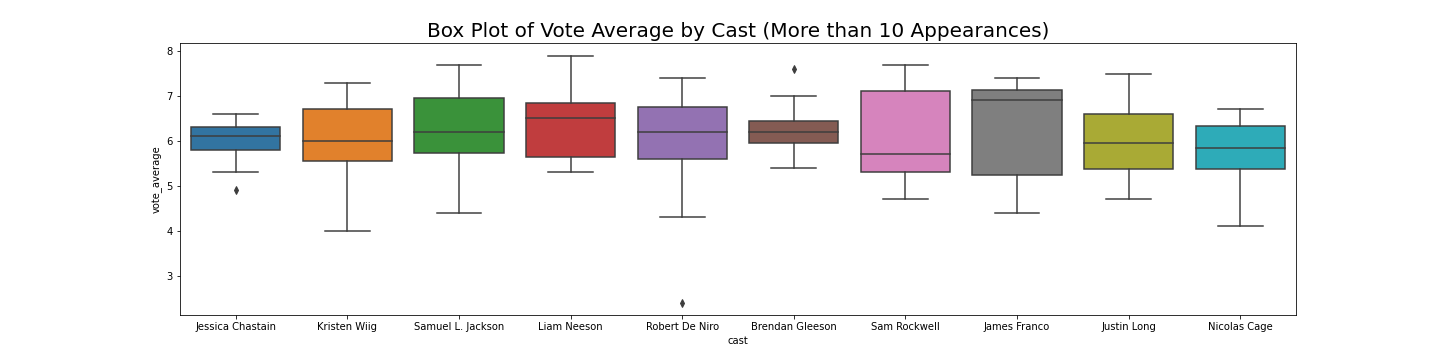 Box Plot of Vote Average by Cast (More than 10 Appearances)
8
7
6
5
4
3
vote_average
Jessica Chastain Kristen Wiig Samuel L. Jackson Liam Neeson Robert De Niro Brendan Gleeson Sam Rockwell James Franco Justin Long Nicolas Cage
cast